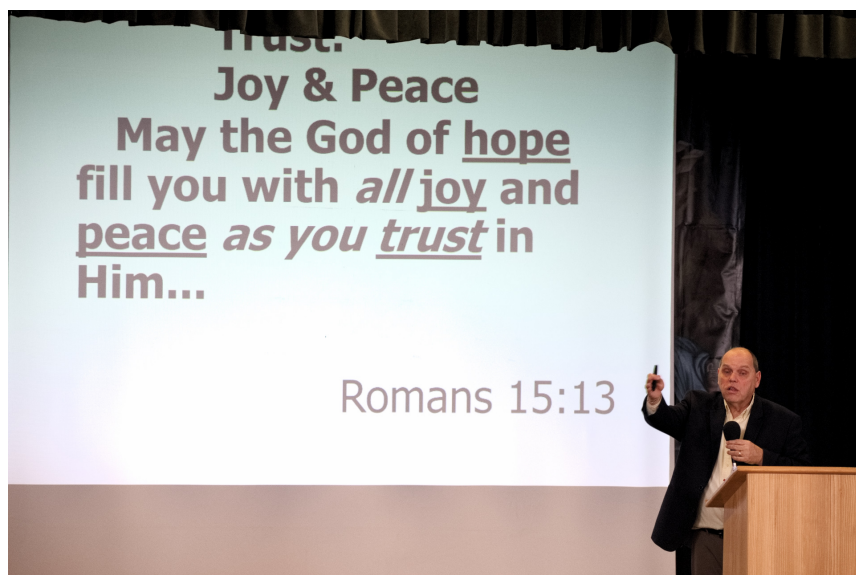 Trust:
Joy & Peace
May the God of hope
fill you with all joy and
peace as you trust in
Him...
Romans 15:13